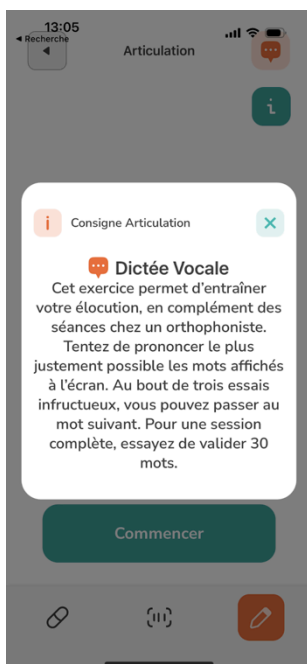 13:05
◀ Recherche
Articulation
i
i Consigne Articulation
Dictée Vocale
Cet exercice permet d'entraîner
votre élocution, en complément des
séances chez un orthophoniste.
Tentez de prononcer le plus
justement possible les mots affichés
à l'écran. Au bout de trois essais
infructueux, vous pouvez passer au
mot suivant. Pour une session
complète, essayez de valider 30
mots.
Commencer